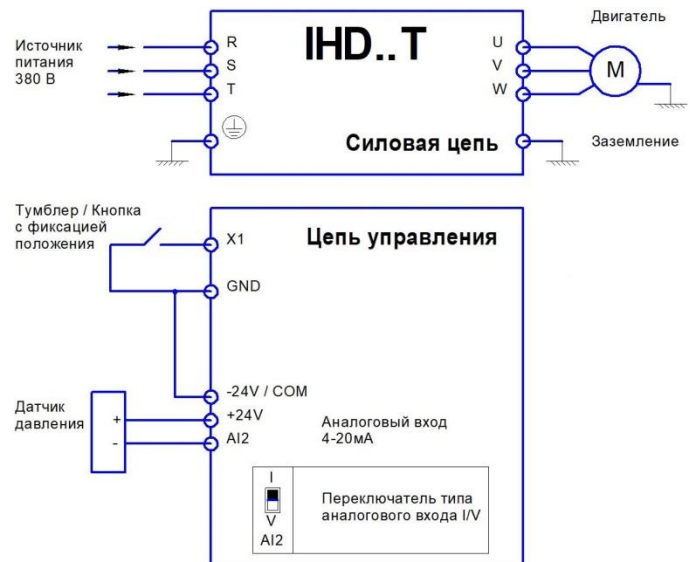 Источник
питания
380 В
R
S
T
IHD..T
Силовая цепь
U
V
W
M
Двигатель
Заземление
Тумблер / Кнопка
с фиксацией
положения
X1
GND
Цепь управления
-24V / COM
+24V
AI2
Датчик
давления
+
-
Аналоговый вход
4-20мА
I
V
AI2
Переключатель типа
аналогового входа I/V